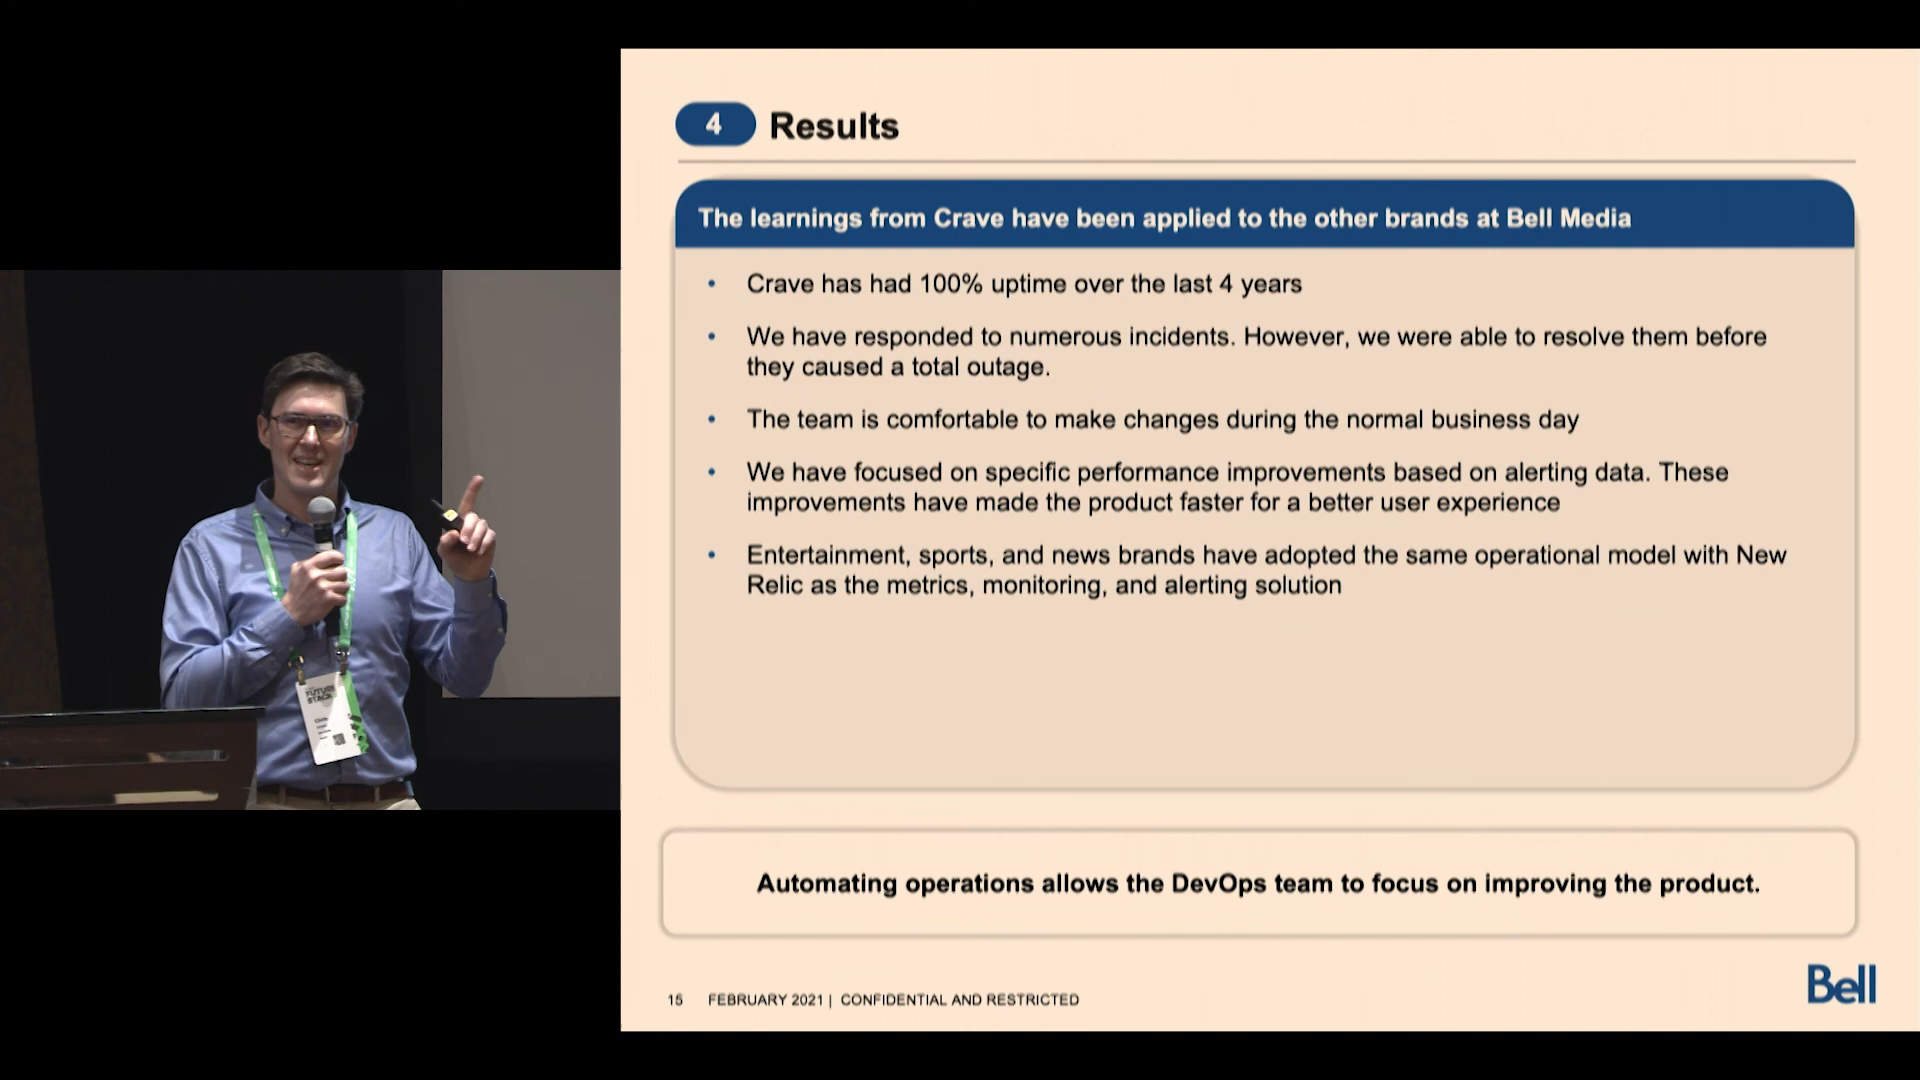 4 Results
The learnings from Crave have been applied to the other brands at Bell Media
• Crave has had 100% uptime over the last 4 years
• We have responded to numerous incidents. However, we were able to resolve them before
they caused a total outage.
• The team is comfortable to make changes during the normal business day
• We have focused on specific performance improvements based on alerting data. These
improvements have made the product faster for a better user experience
• Entertainment, sports, and news brands have adopted the same operational model with New
Relic as the metrics, monitoring, and alerting solution
Automating operations allows the DevOps team to focus on improving the product.
15 FEBRUARY 2021 | CONFIDENTIAL AND RESTRICTED
Bell
FUTURE
STACK